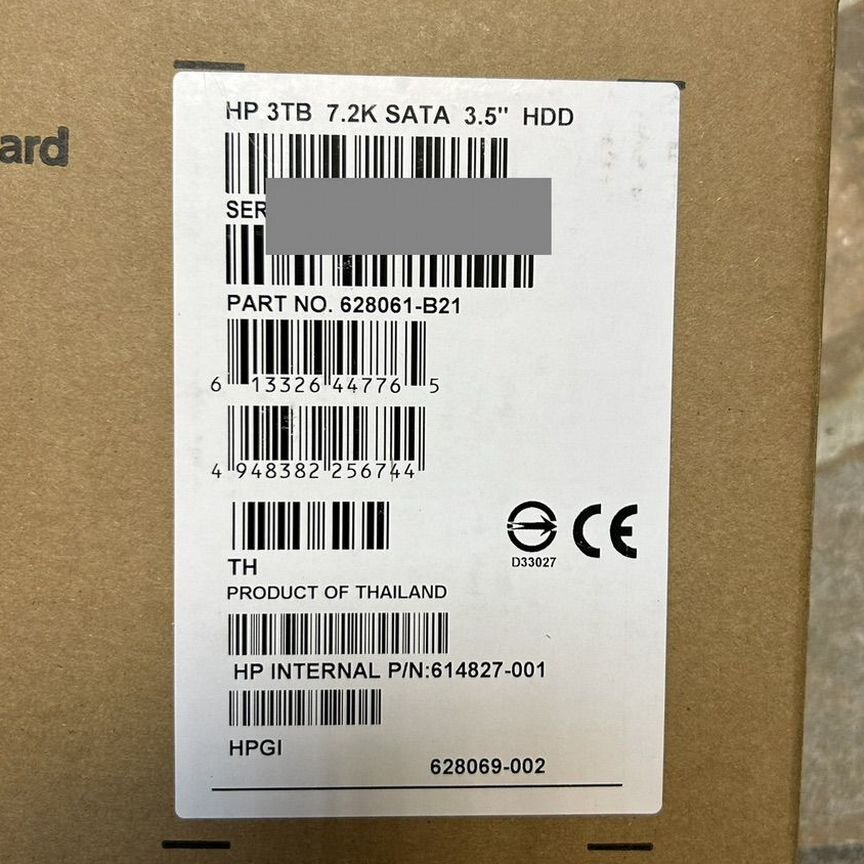 ard
HP 3TB 7.2K SATA 3.5" HDD
SER
PART NO. 628061-B21
6 13326 44776 5
4 948382 256744
D33027
TH
PRODUCT OF THAILAND
HP INTERNAL P/N:614827-001
HPGI
628069-002